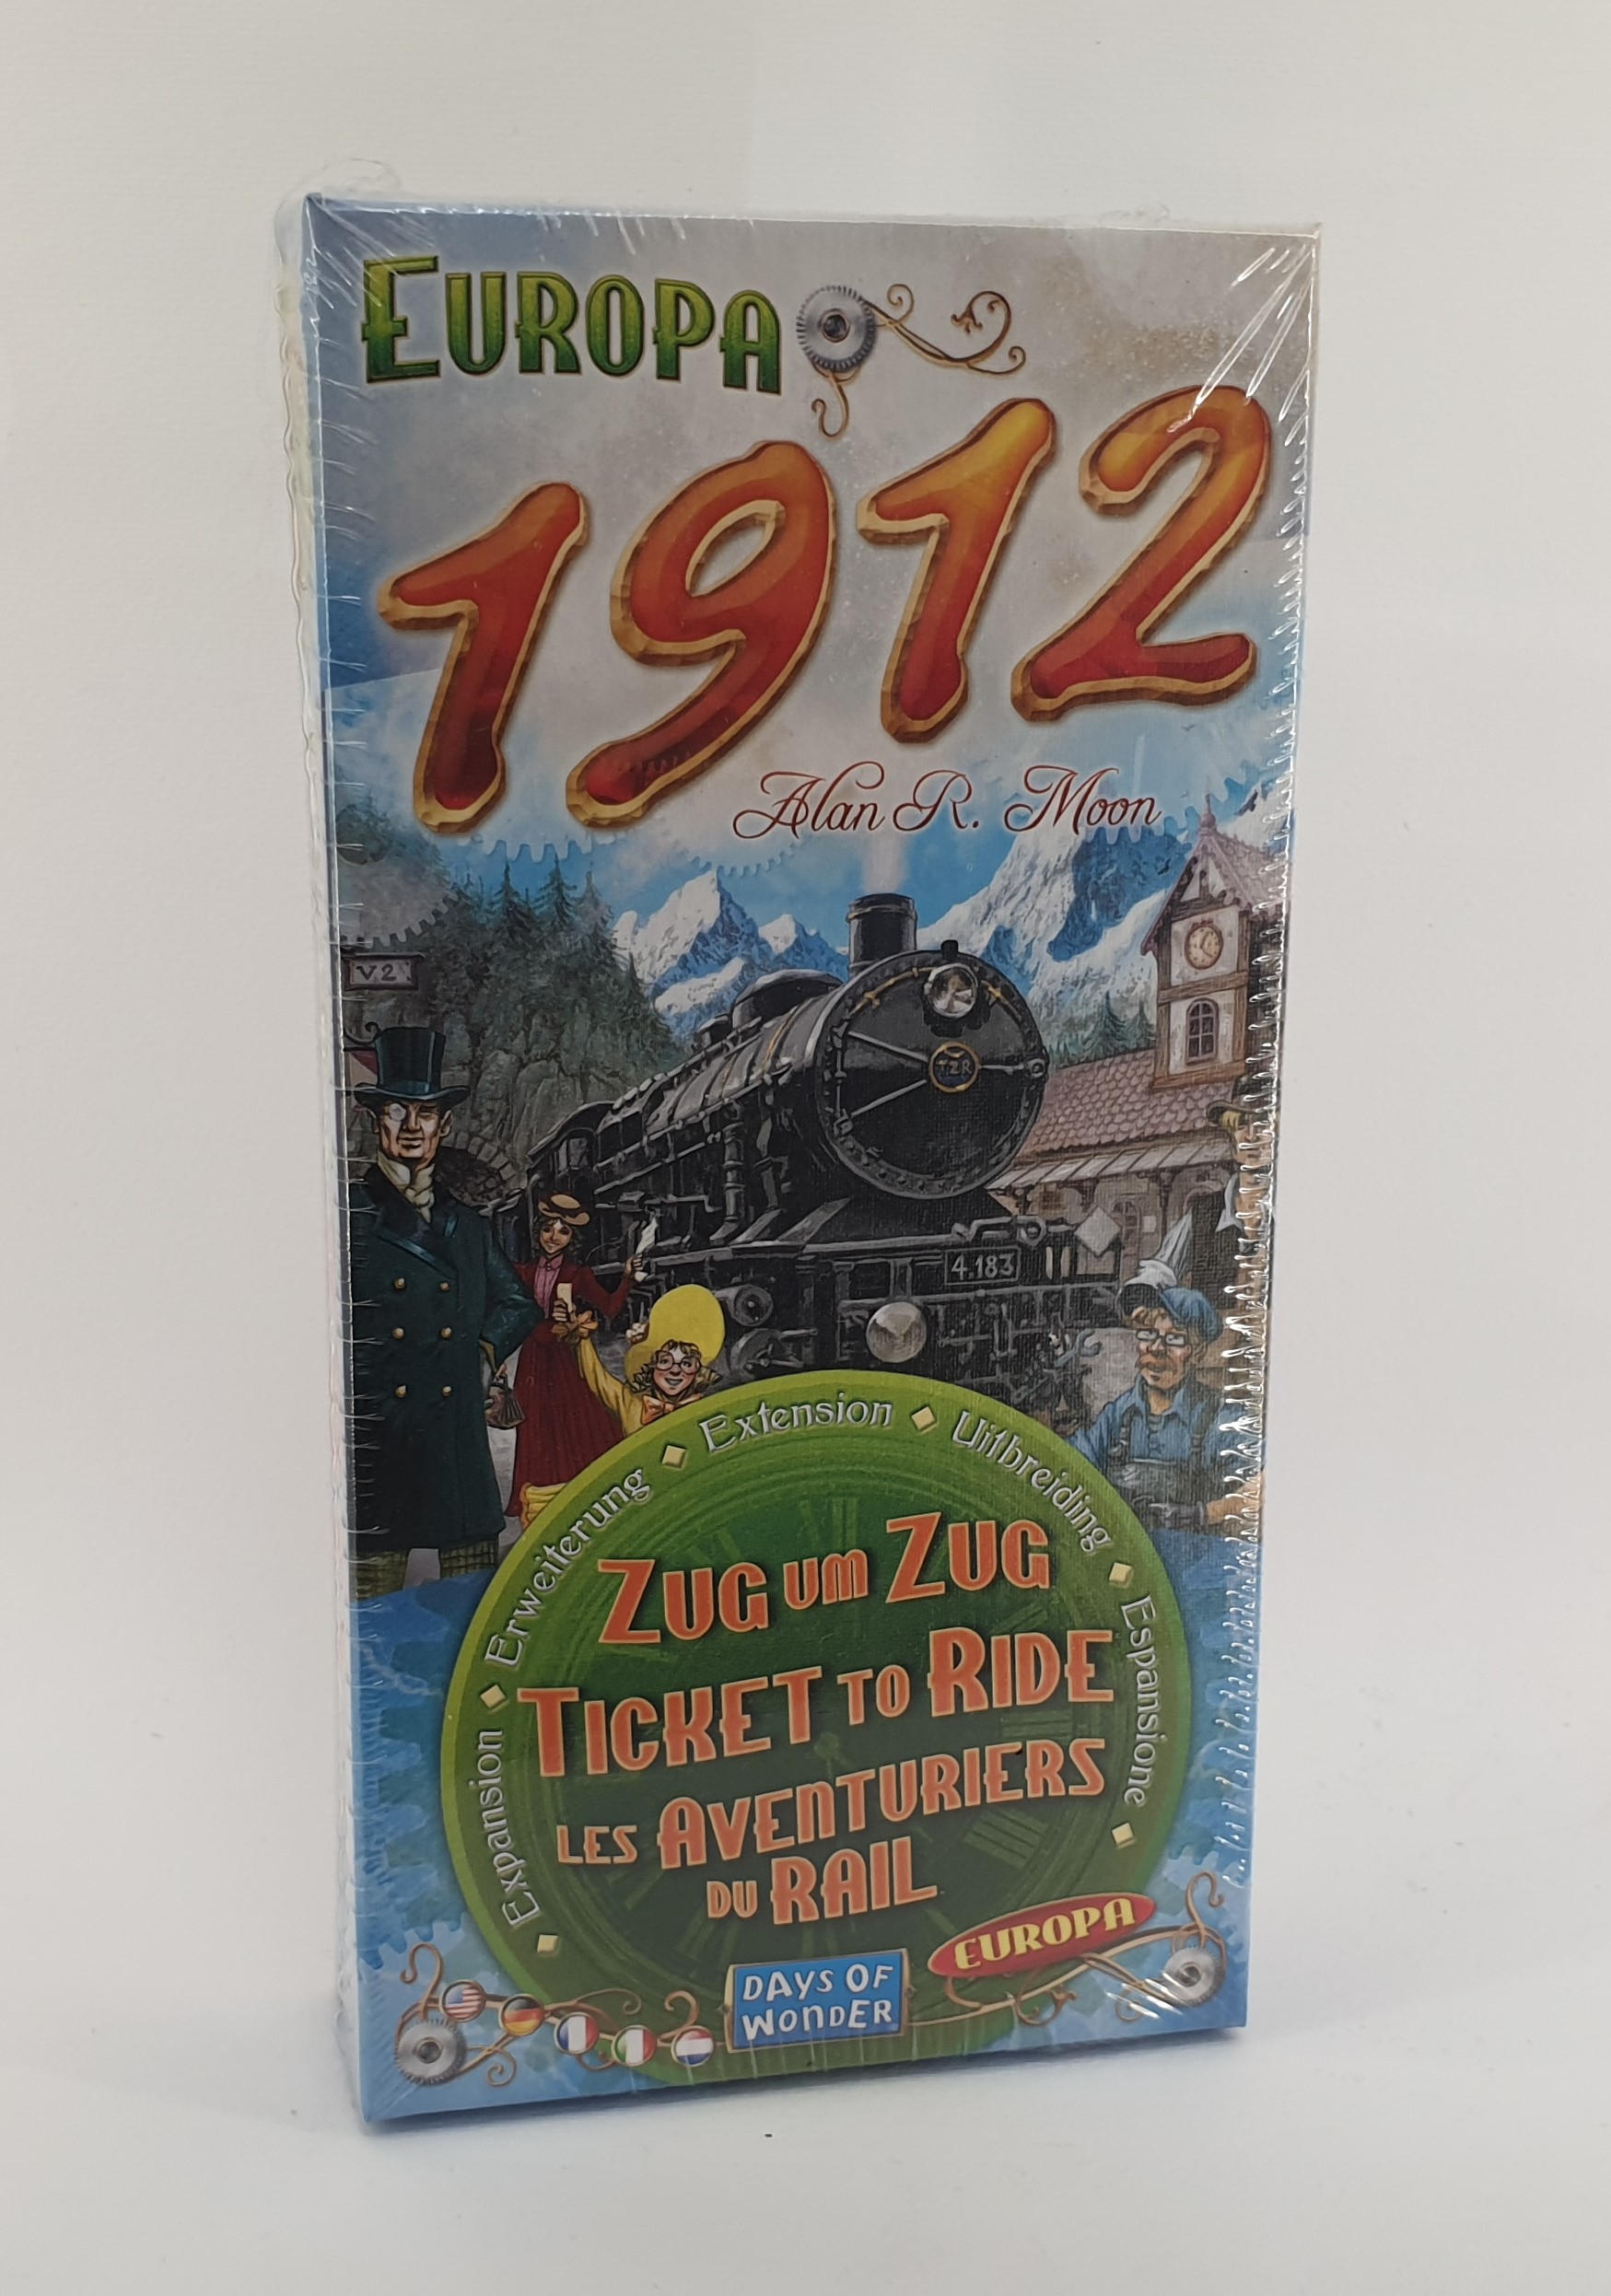 EUROPA
1912
Alan R. Moon
V2
TZR
4.183
Expansion ◆ Erweiterung ◆ Extension ◆ Uitbreiding ◆ Espansione
ZUG UM ZUG
TICKET TO RIDE
LES AVENTURIERS
DU RAIL
EUROPA
DAYS OF
WONDER